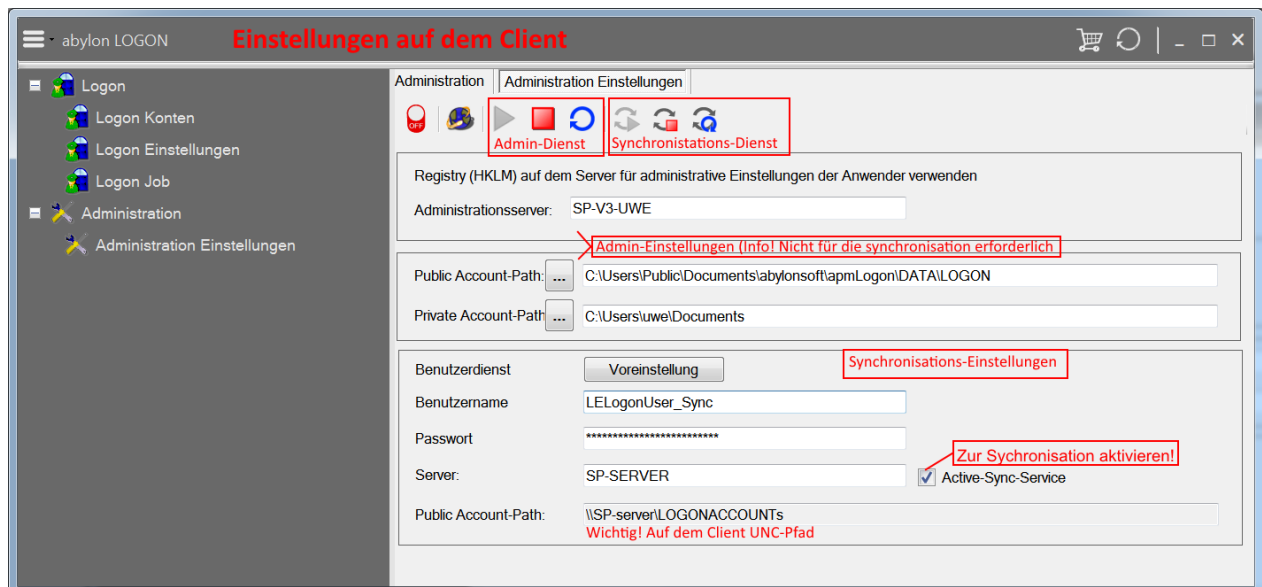 abylon LOGON
Einstellungen auf dem Client
Logon
Logon Konten
Logon Einstellungen
Logon Job
Administration
Administration Einstellungen
Administration
Administration Einstellungen
OFF
Admin-Dienst
Synchronistations-Dienst
Registry (HKLM) auf dem Server für administrative Einstellungen der Anwender verwenden
Administrationsserver: SP-V3-UWE
Admin-Einstellungen (Info! Nicht für die synchronisation erforderlich
Public Account-Path: ... C:\Users\Public\Documents\abylonsoft\apmLogon\DATA\LOGON
Private Account-Path ... C:\Users\uwe\Documents
Benutzerdienst Voreinstellung
Synchronisations-Einstellungen
Benutzername LELogonUser_Sync
Passwort *************************
Zur Sychronisation aktivieren!
Server: SP-SERVER Active-Sync-Service
Public Account-Path: \\SP-server\LOGONACCOUNTs
Wichtig! Auf dem Client UNC-Pfad